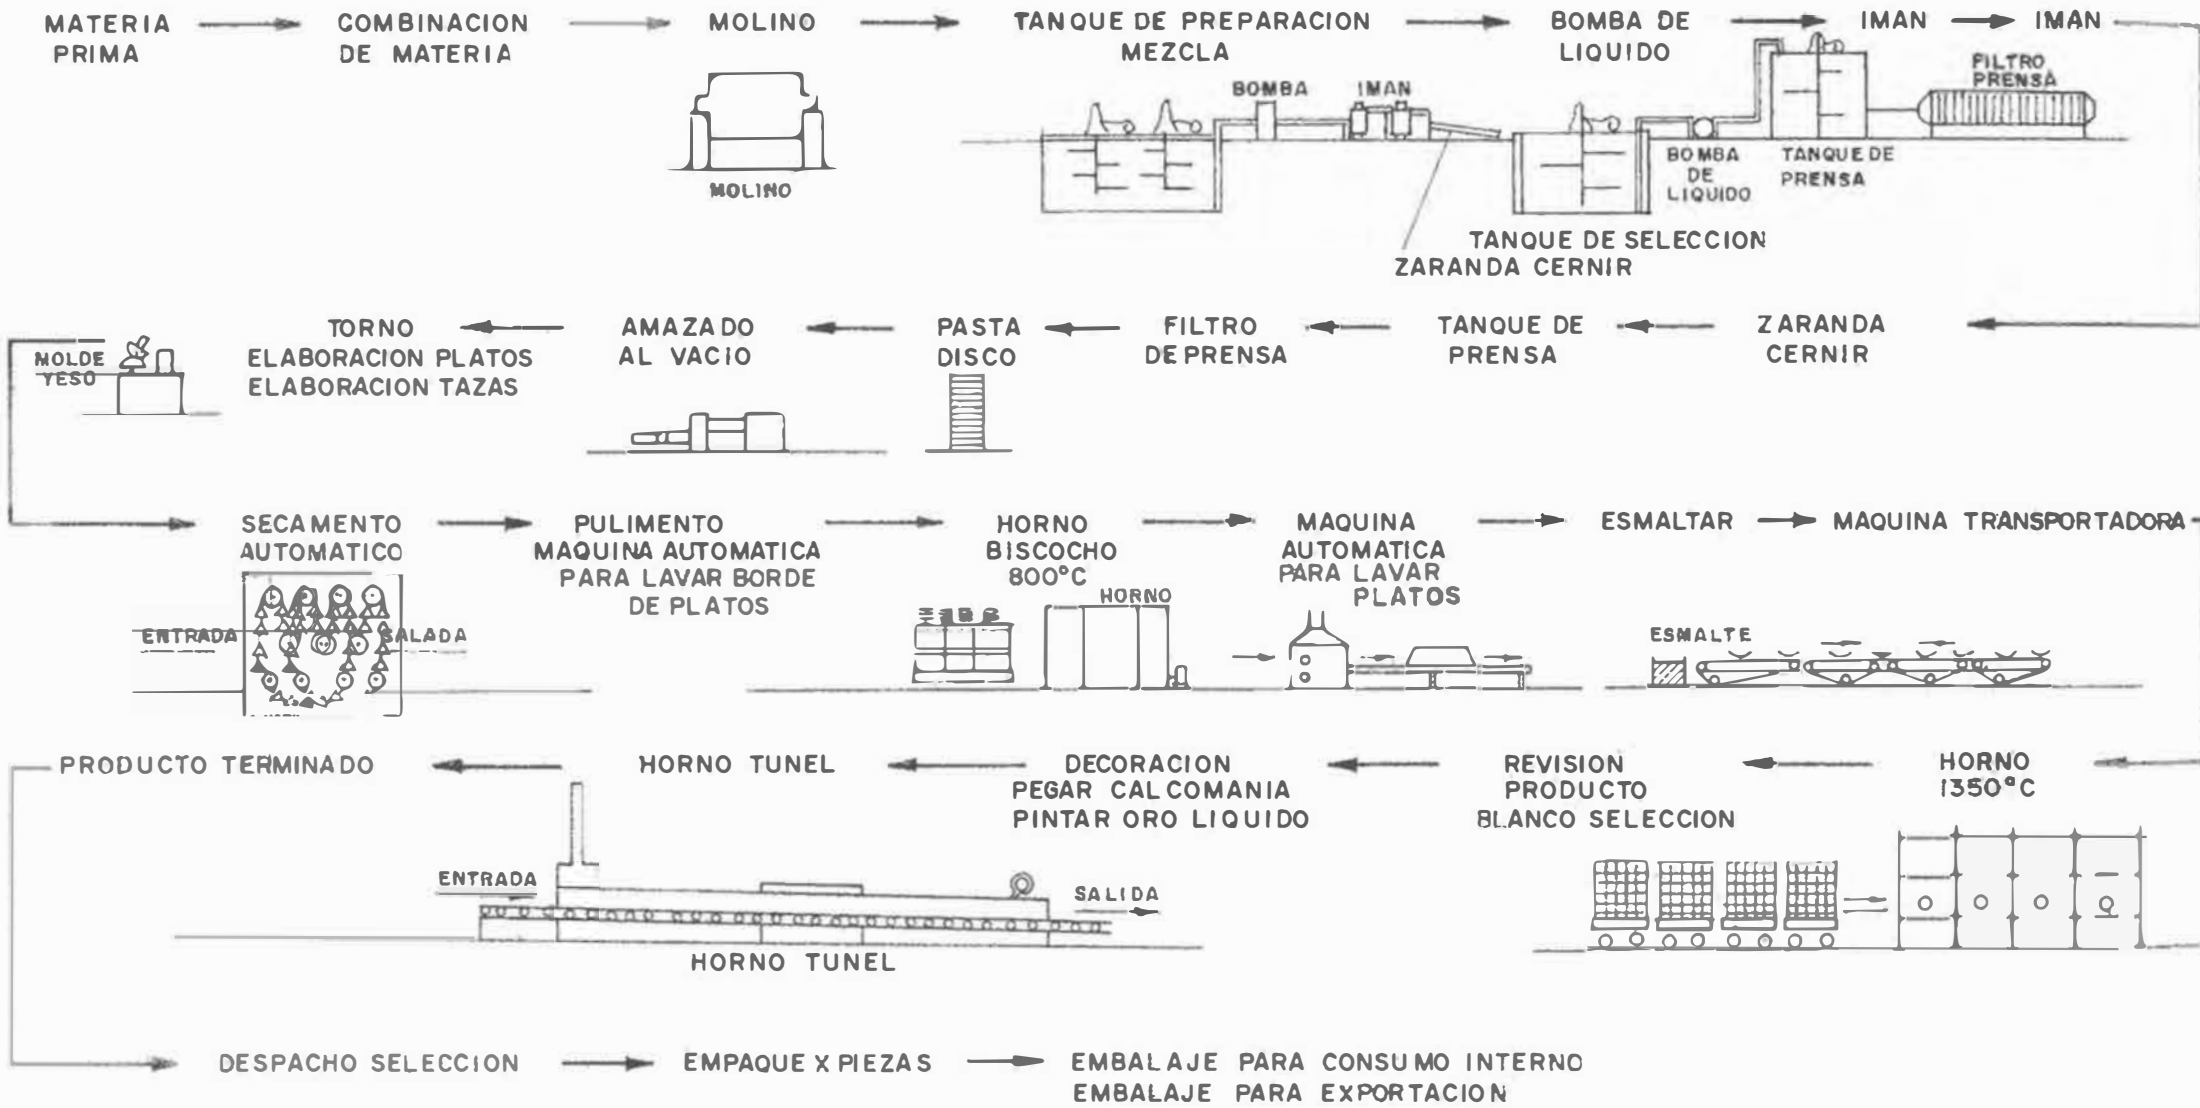 MATERIA
PRIMA
COMBINACION
DE MATERIA
MOLINO
TANQUE DE PREPARACION
MEZCLA
BOMBA DE
LIQUIDO
IMAN
IMAN
MOLINO
BOMBA
IMAN
FILTRO
PRENSA
BOMBA
DE
LIQUIDO
TANQUE DE
PRENSA
TANQUE DE SELECCION
ZARANDA CERNIR
ZARANDA
CERNIR
TANQUE DE
PRENSA
FILTRO
DE PRENSA
PASTA
DISCO
AMAZADO
AL VACIO
TORNO
ELABORACION PLATOS
ELABORACION TAZAS
MOLDE
YESO
SECAMENTO
AUTOMATICO
ENTRADA
SALADA
PULIMENTO
MAQUINA AUTOMATICA
PARA LAVAR BORDE
DE PLATOS
HORNO
BISCOCHO
800°C
HORNO
MAQUINA
AUTOMATICA
PARA LAVAR
PLATOS
ESMALTAR
MAQUINA TRANSPORTADORA
ESMALTE
HORNO
1350°C
REVISION
PRODUCTO
BLANCO SELECCION
DECORACION
PEGAR CALCOMANIA
PINTAR ORO LIQUIDO
HORNO TUNEL
PRODUCTO TERMINADO
ENTRADA
SALIDA
HORNO TUNEL
DESPACHO SELECCION
EMPAQUE X PIEZAS
EMBALAJE PARA CONSUMO INTERNO
EMBALAJE PARA EXPORTACION